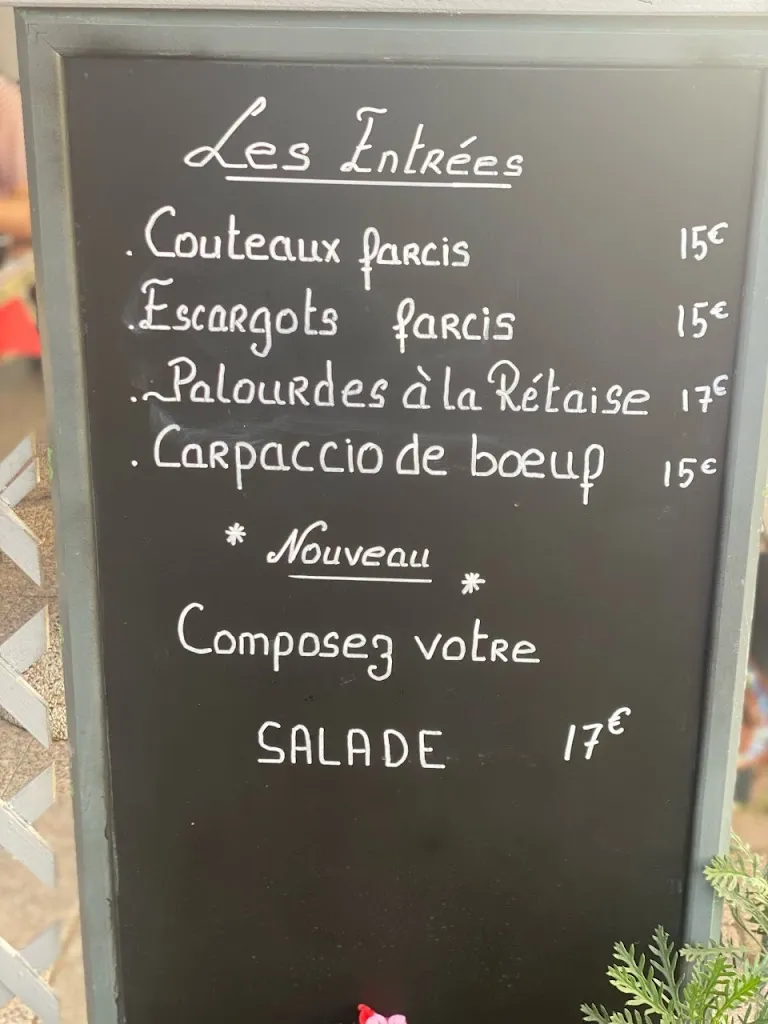 Les Entrées
. Couteaux farcis 15€
. Escargots farcis 15€
. Palourdes à la Rétaise 17€
. Carpaccio de boeuf 15€
* Nouveau *
Composez votre
SALADE 17€